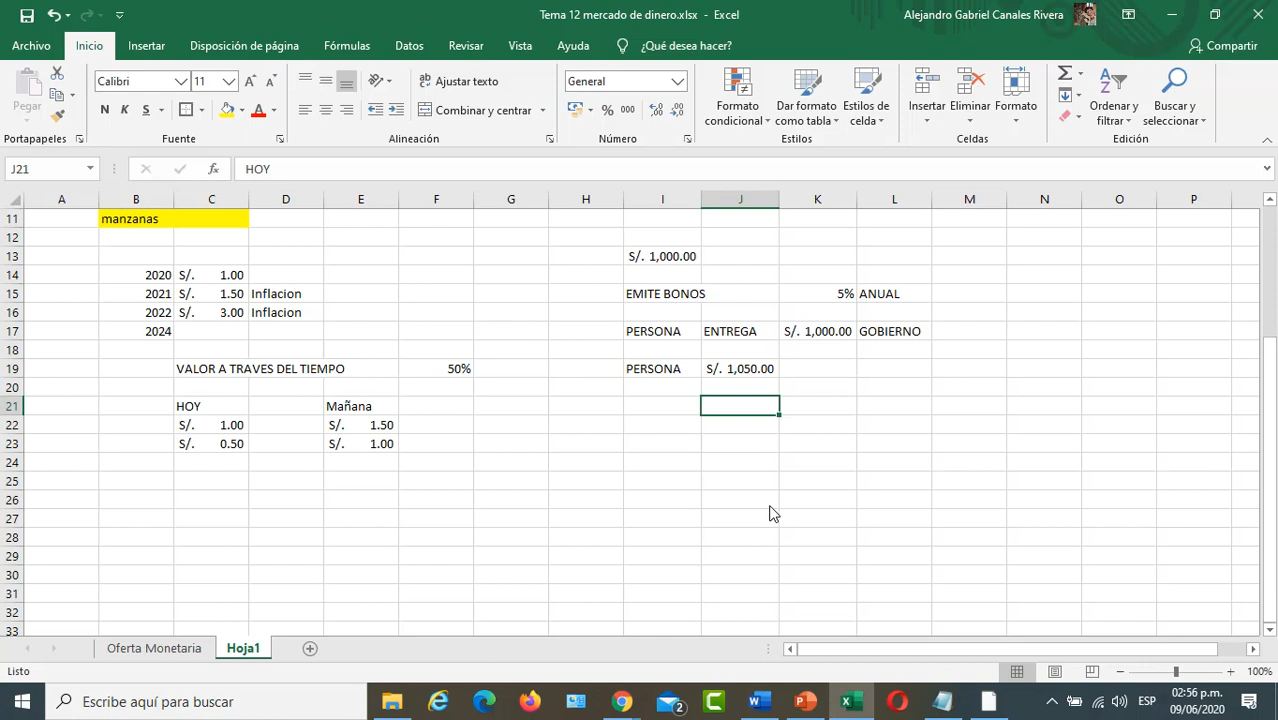 Tema 12 mercado de dinero.xlsx - Excel
Alejandro Gabriel Canales Rivera
Archivo Inicio Insertar Disposición de página Fórmulas Datos Revisar Vista Ayuda ¿Qué desea hacer? Compartir
Pegar
Calibri 11
N K S A
Ajustar texto
Combinar y centrar
General
% 000
Formato condicional
Dar formato como tabla
Estilos de celda
Insertar Eliminar Formato
Ordenar y filtrar
Buscar y seleccionar
Portapapeles Fuente Alineación Número Estilos Celdas Edición
J21 fx HOY
A B C D E F G H I J K L M N O P
11 manzanas
12
13 S/. 1,000.00
14 2020 S/. 1.00
15 2021 S/. 1.50 Inflacion EMITE BONOS 5% ANUAL
16 2022 S/. 3.00 Inflacion
17 2024 PERSONA ENTREGA S/. 1,000.00 GOBIERNO
18
19 VALOR A TRAVES DEL TIEMPO 50% PERSONA S/. 1,050.00
20
21 HOY Mañana
22 S/. 1.00 S/. 1.50
23 S/. 0.50 S/. 1.00
24
25
26
27
28
29
30
31
32
33
Oferta Monetaria Hoja1
Listo 100%
Escribe aquí para buscar
2
ESP
02:56 p.m.
09/06/2020